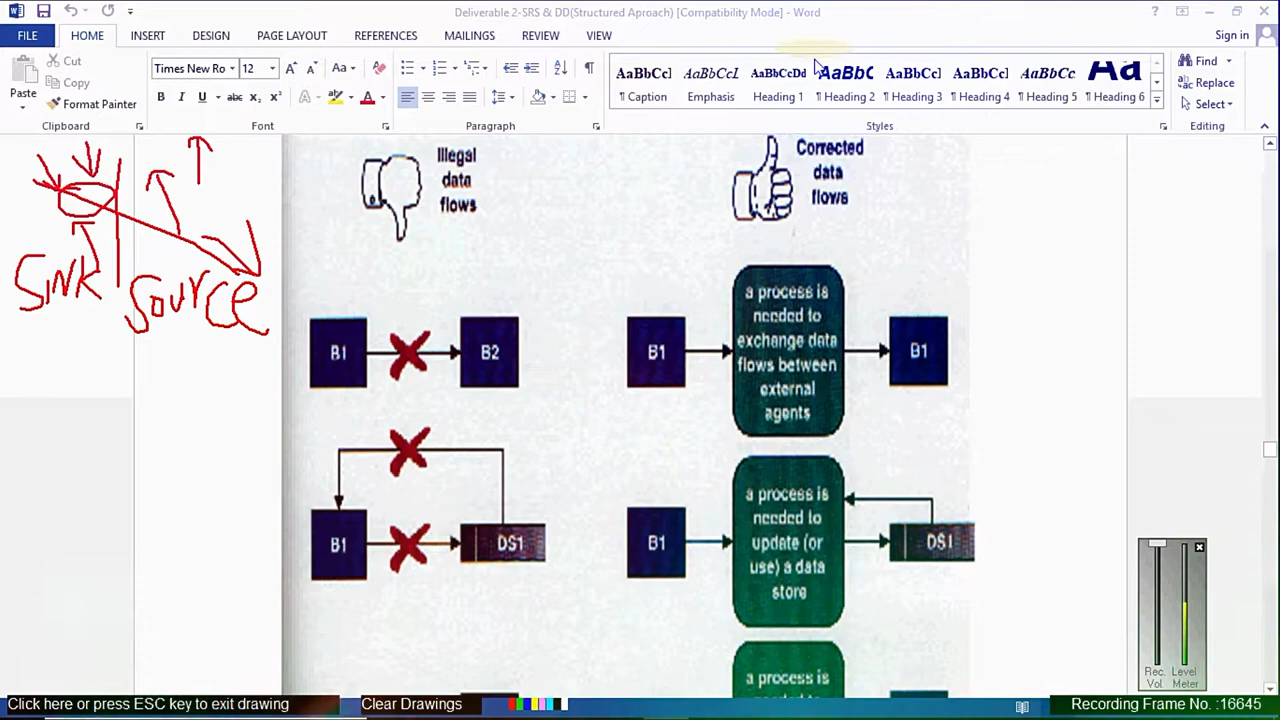 Deliverable 2-SRS & DD(Structured Aproach) [Compatibility Mode] - Word
FILE HOME INSERT DESIGN PAGE LAYOUT REFERENCES MAILINGS REVIEW VIEW Sign in
Cut
Copy
Format Painter
Paste
Clipboard
Times New Ro 12
Font
Paragraph
AaBbCcI AaBbCcL AaBbCcDd AaBbC AaBbCcI AaBbCcI AaBbCc Aa
¶ Caption Emphasis Heading 1 ¶ Heading 2 ¶ Heading 3 ¶ Heading 4 ¶ Heading 5 ¶ Heading 6
Styles
Find
Replace
Select
Editing
Sink
Source
Illegal
data
flows
Corrected
data
flows
B1
B2
B1
a process is
needed to
exchange data
flows between
external
agents
B1
B1
DS1
B1
a process is
needed to
update (or
use) a data
store
DS1
a process is
Rec. Vol.
Level Meter
Click here or press ESC key to exit drawing
Clear Drawings
Recording Frame No. :16645